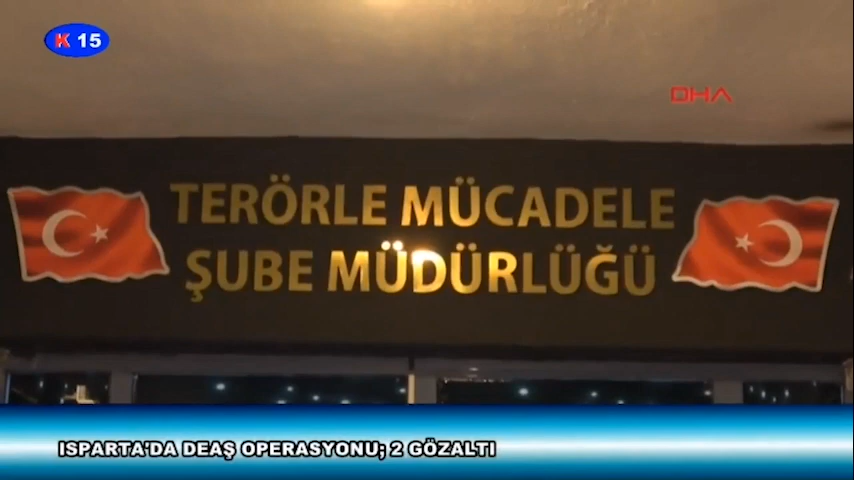 K 15
DHA
TERÖRLE MÜCADELE
ŞUBE MÜDÜRLÜĞÜ
ISPARTA'DA DEAŞ OPERASYONU; 2 GÖZALTI